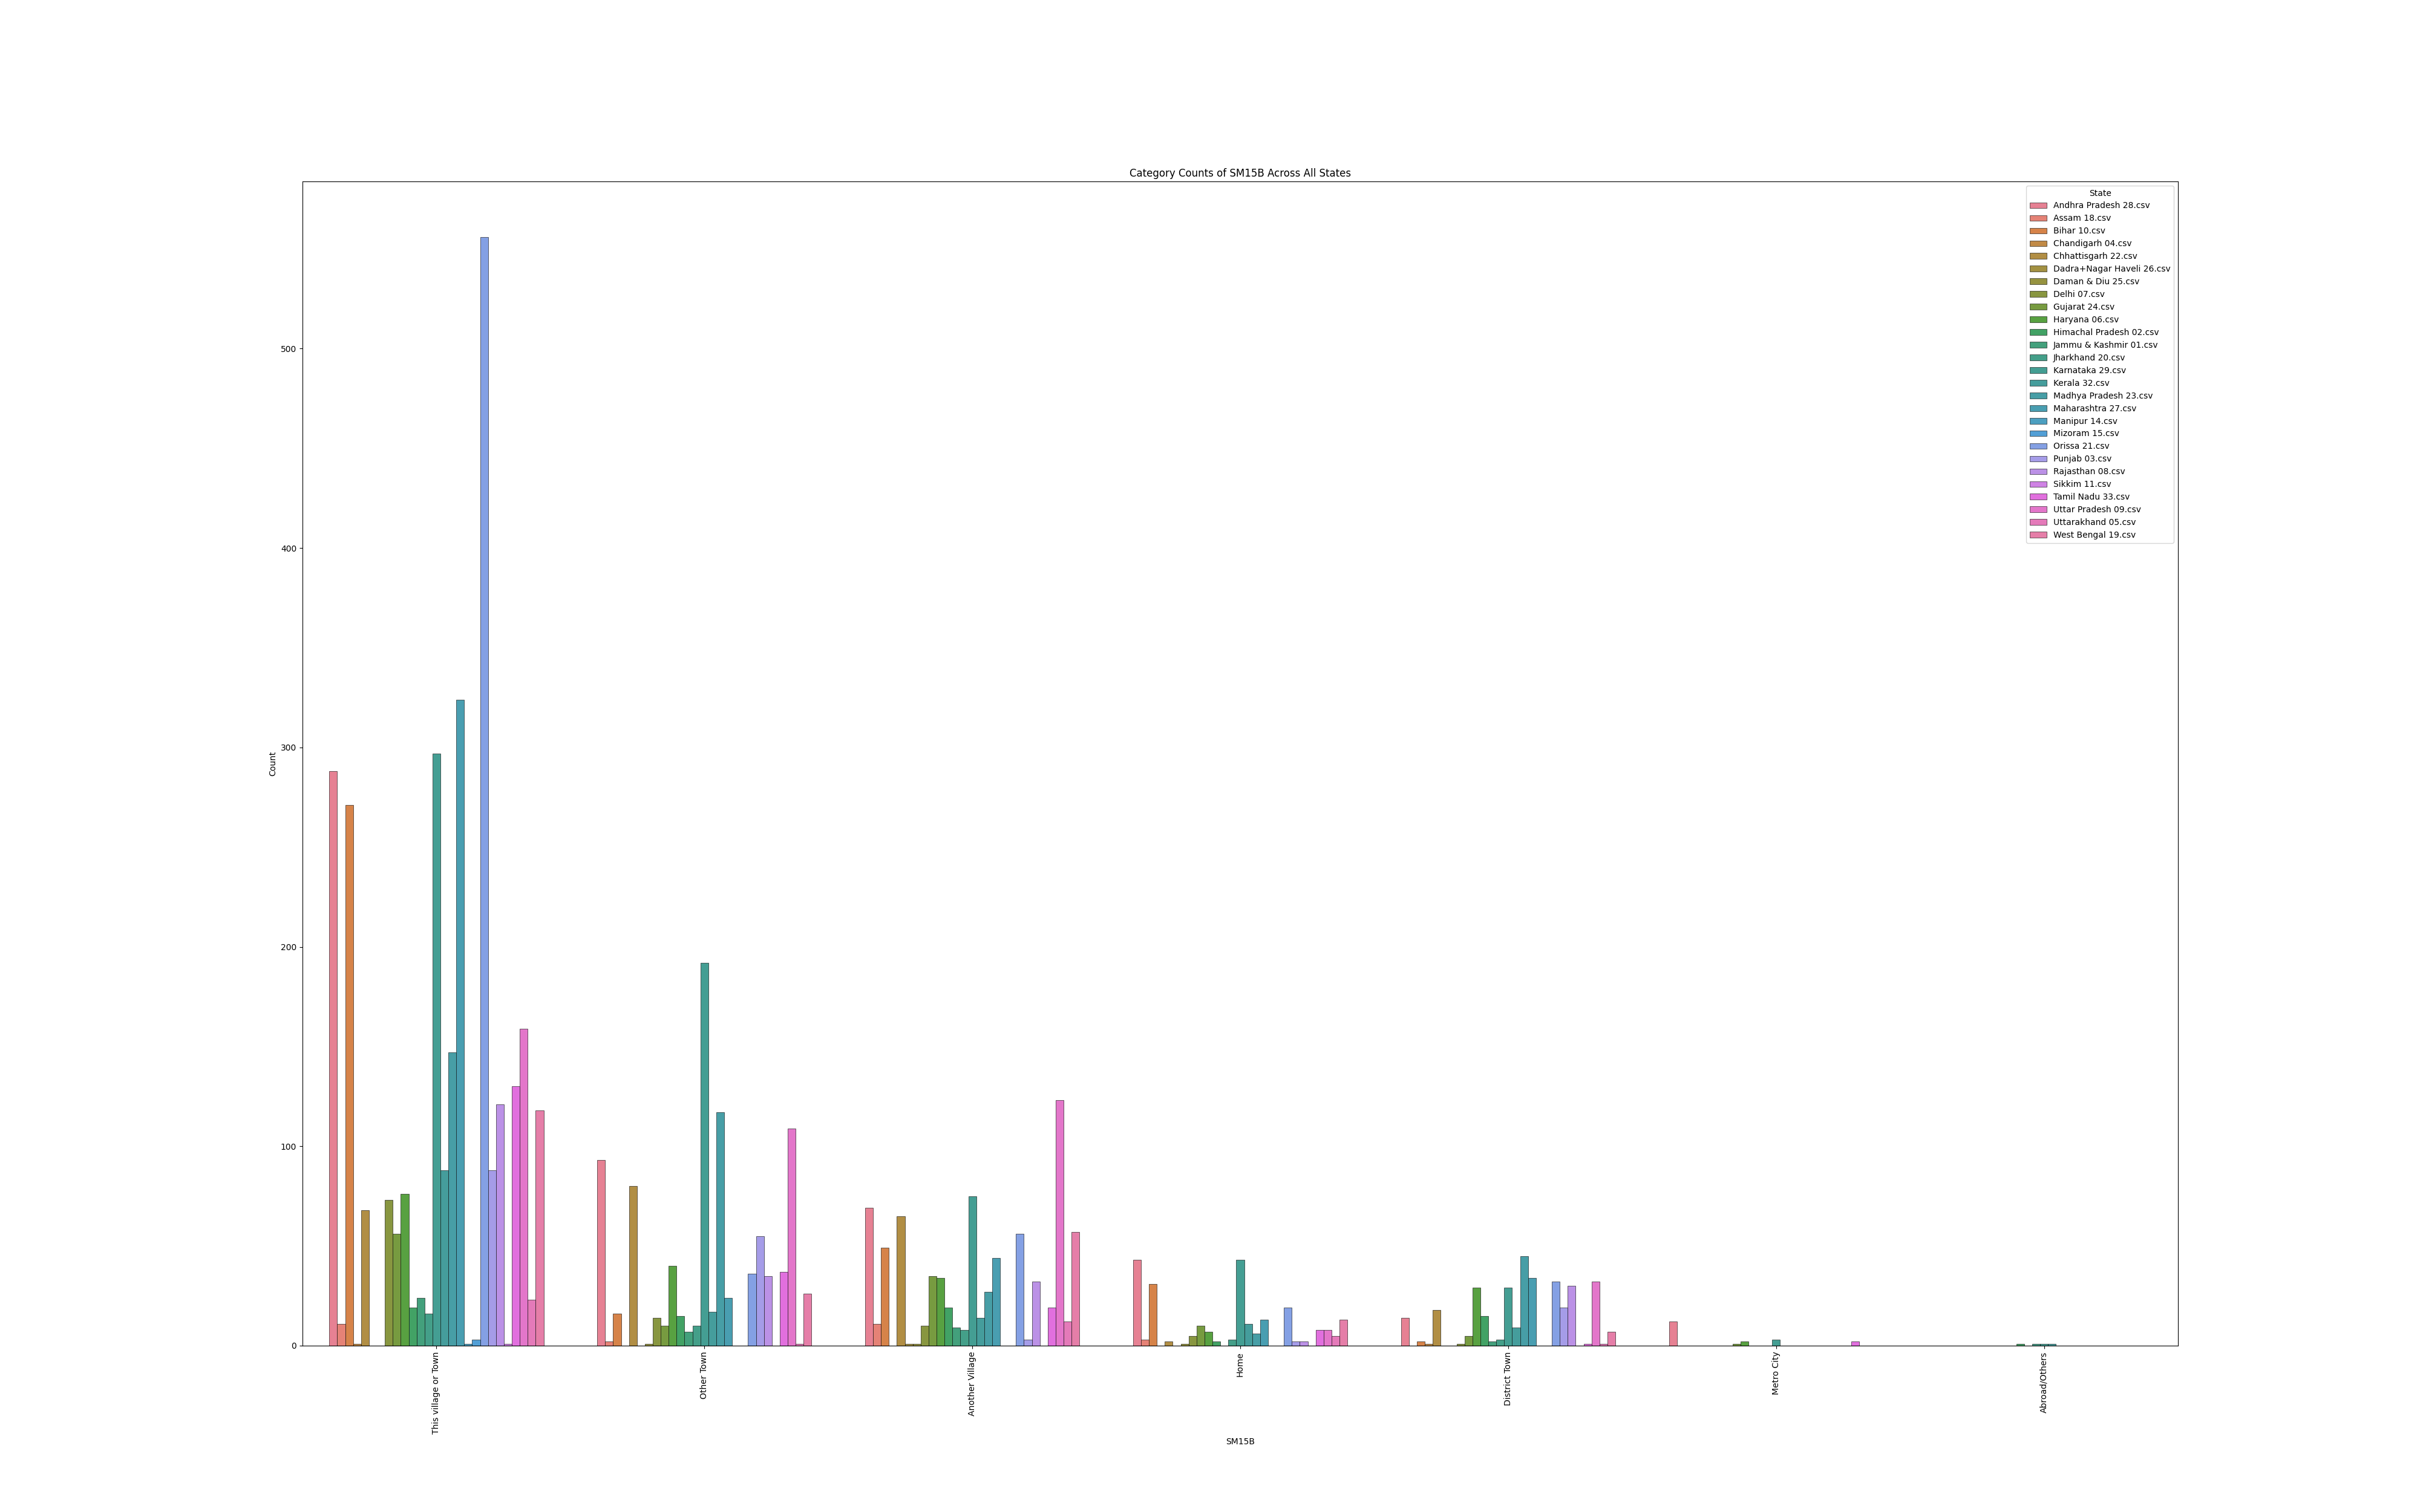 Category Counts of SM15B Across All States
State
Andhra Pradesh 28.csv
Assam 18.csv
Bihar 10.csv
Chandigarh 04.csv
Chhattisgarh 22.csv
Dadra+Nagar Haveli 26.csv
Daman & Diu 25.csv
Delhi 07.csv
Gujarat 24.csv
Haryana 06.csv
Himachal Pradesh 02.csv
Jammu & Kashmir 01.csv
Jharkhand 20.csv
Karnataka 29.csv
Kerala 32.csv
Madhya Pradesh 23.csv
Maharashtra 27.csv
Manipur 14.csv
Mizoram 15.csv
Orissa 21.csv
Punjab 03.csv
Rajasthan 08.csv
Sikkim 11.csv
Tamil Nadu 33.csv
Uttar Pradesh 09.csv
Uttarakhand 05.csv
West Bengal 19.csv
Count
500
400
300
200
100
0
This village or Town
Other Town
Another Village
Home
District Town
Metro City
Abroad/Others
SM15B